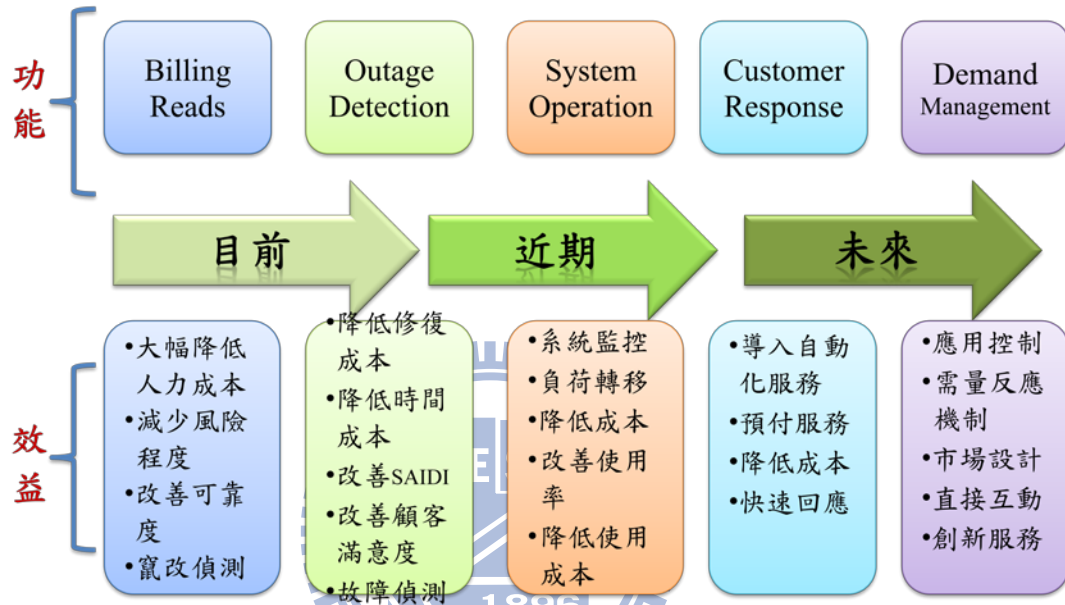 功
能
Billing
Reads
Outage
Detection
System
Operation
Customer
Response
Demand
Management
目前
近期
未來
效
益
•大幅降低
人力成本
•減少風險
程度
•改善可靠
度
•竄改偵測
•降低修復
成本
•降低時間
成本
•改善SAIDI
•改善顧客
滿意度
•故障偵測
•系統監控
•負荷轉移
•降低成本
•改善使用
率
•降低使用
成本
•導入自動
化服務
•預付服務
•降低成本
•快速回應
•應用控制
•需量反應
機制
•市場設計
•直接互動
•創新服務
1896